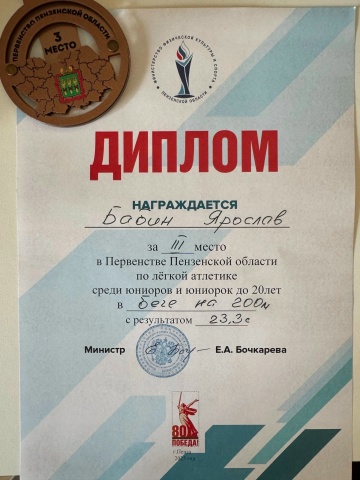 ПЕРВЕНСТВО ПЕНЗЕНСКОЙ ОБЛАСТИ
3
МЕСТО
МИНИСТЕРСТВО ФИЗИЧЕСКОЙ КУЛЬТУРЫ И СПОРТА
ПЕНЗЕНСКОЙ ОБЛАСТИ
ДИПЛОМ
НАГРАЖДАЕТСЯ
Бабин Ярослав
за III место
в Первенстве Пензенской области
по лёгкой атлетике
среди юниоров и юниорок до 20лет
в беге на 200м
с результатом 23,3с
Министр Е.А. Бочкарева
80
ПОБЕДА!
г.Пенза